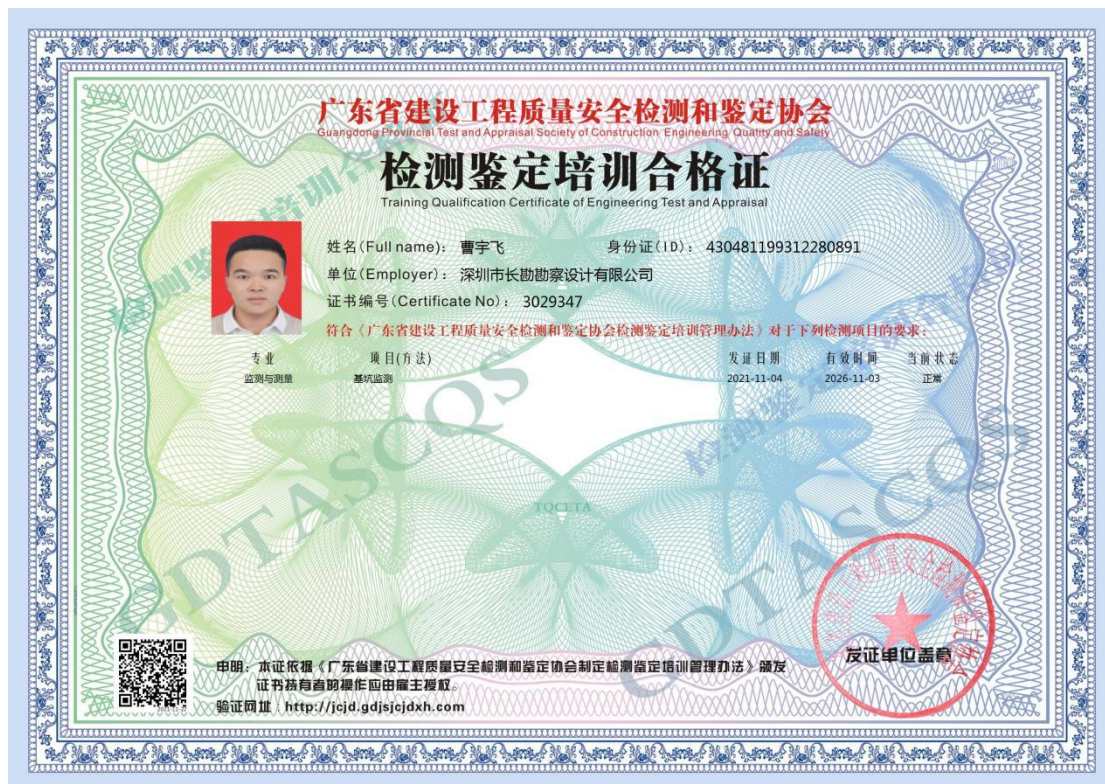 广东省建设工程质量安全检测和鉴定协会
Guangdong Provincial Test and Appraisal Society of Construction Engineering Quality and Safety
检测鉴定培训合格证
Training Qualification Certificate of Engineering Test and Appraisal
姓名(Full name): 曹宇飞 身份证(ID): 430481199312280891
单位(Employer): 深圳市长勘勘察设计有限公司
证书编号(Certificate No): 3029347
符合《广东省建设工程质量安全检测和鉴定协会检测鉴定培训管理办法》对于下列检测项目的要求:
专业 项目(方法) 发证日期 有效时间 当前状态
监测与测量 基坑监测 2021-11-04 2026-11-03 正常
GDTASCQS
GDTASCQS
TQCETA
发证单位盖章
申明: 本证依据《广东省建设工程质量安全检测和鉴定协会制定检测鉴定培训管理办法》颁发
证书持有者的操作应由雇主授权。
验证网址: http://jcjd.gdjsjcjdxh.com